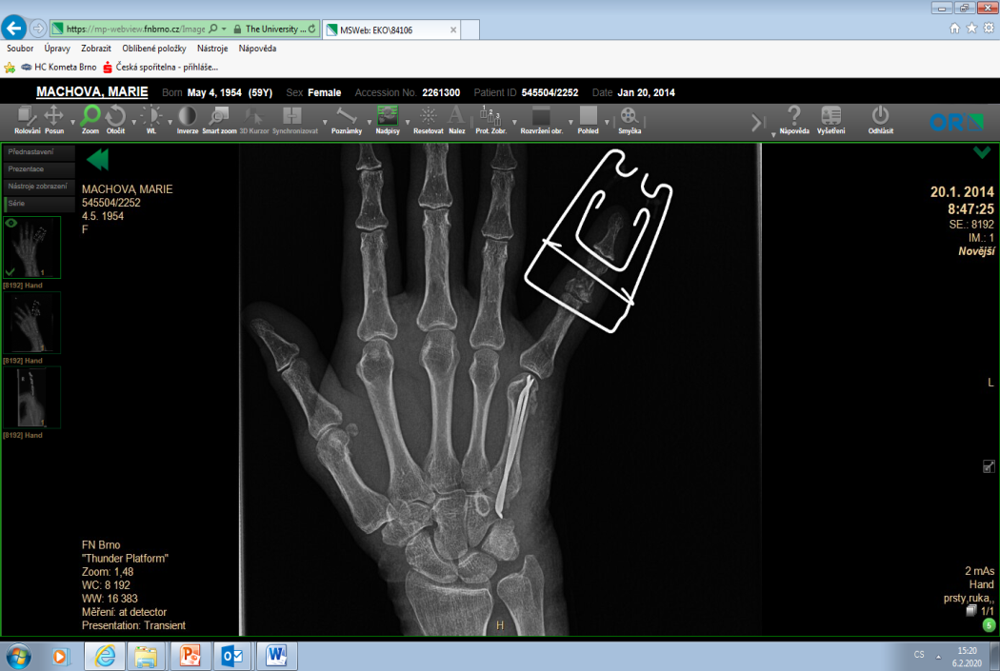 https://mp-webview.fnbrno.cz/Image
The University ...
MSWeb: EKO\84106
Soubor Úpravy Zobrazit Oblíbené položky Nástroje Nápověda
HC Kometa Brno Česká spořitelna - přihláše...
MACHOVA, MARIE Born May 4, 1954 (59Y) Sex Female Accession No. 2261300 Patient ID 545504/2252 Date Jan 20, 2014
Rolování Posun Zoom Otočit WL Inverze Smart zoom 3D Kurzor Synchronizovat Poznámky Nadpisy Resetovat Nález Prot. Zobr. Rozvržení obr. Pohled Smyčka Nápověda Vyšetření Odhlásit
Přednastavení
Prezentace
Nástroje zobrazení
Série
1
[8192] Hand
[8192] Hand
1
[8192] Hand
MACHOVA, MARIE
545504/2252
4.5. 1954
F
20.1. 2014
8:47:25
SE.: 8192
IM.: 1
Novější
L
FN Brno
"Thunder Platform"
Zoom: 1,48
WC: 8 192
WW: 16 383
Měření: at detector
Presentation: Transient
H
2 mAs
Hand
prsty,ruka,,
1/1
5
CS
15:20
6.2.2020